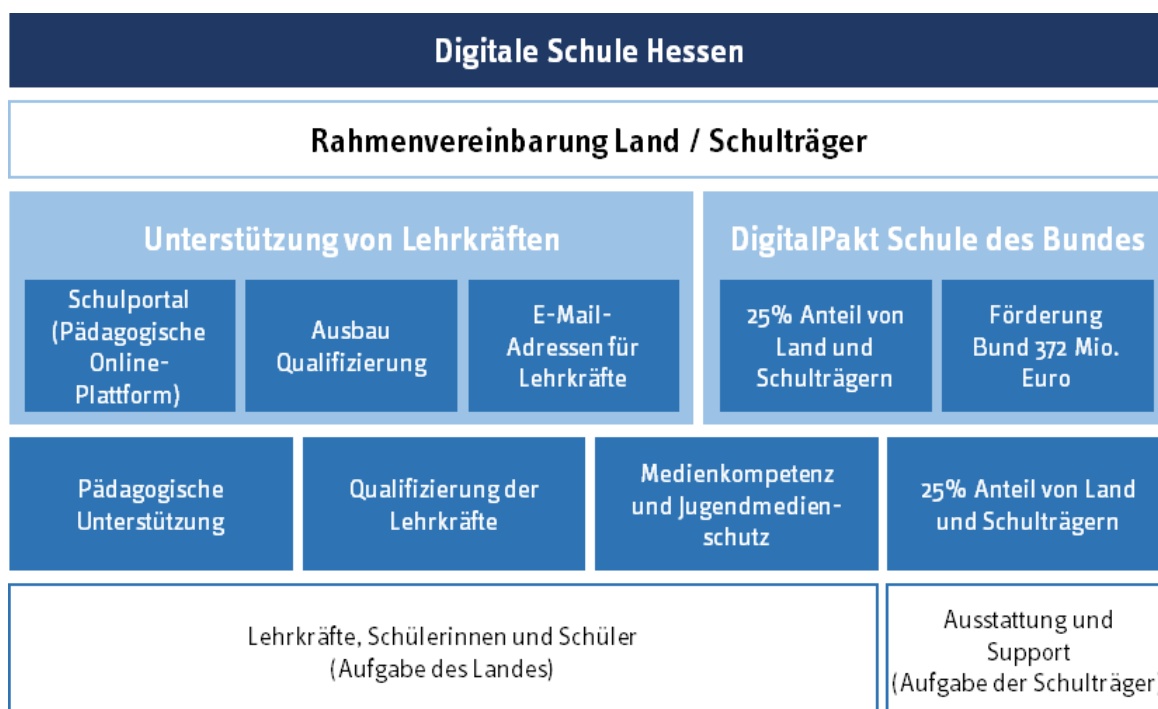 Digitale Schule Hessen
Rahmenvereinbarung Land / Schulträger
Unterstützung von Lehrkräften
Schulportal
(Pädagogische
Online-
Plattform)
Ausbau
Qualifizierung
E-Mail-
Adressen für
Lehrkräfte
DigitalPakt Schule des Bundes
25% Anteil von
Land und
Schulträgern
Förderung
Bund 372 Mio.
Euro
Pädagogische
Unterstützung
Qualifizierung der
Lehrkräfte
Medienkompetenz
und Jugendmedien-
schutz
25% Anteil von Land
und Schulträgern
Lehrkräfte, Schülerinnen und Schüler
(Aufgabe des Landes)
Ausstattung und
Support
(Aufgabe der Schulträger)